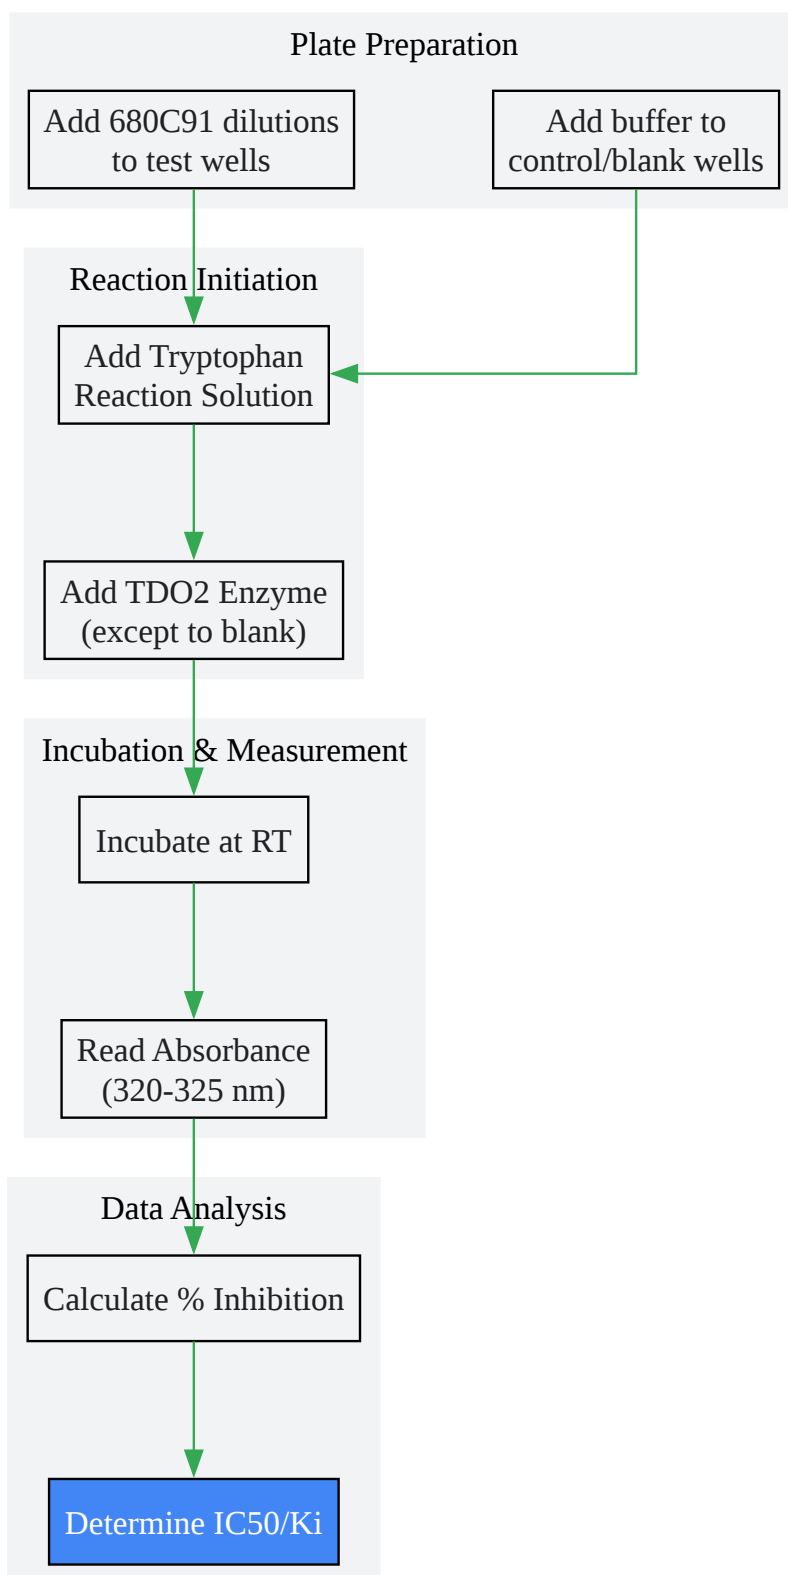 Plate Preparation
Add 680C91 dilutions
to test wells
Add buffer to
control/blank wells
Reaction Initiation
Add Tryptophan
Reaction Solution
Add TDO2 Enzyme
(except to blank)
Incubation & Measurement
Incubate at RT
Read Absorbance
(320-325 nm)
Data Analysis
Calculate % Inhibition
Determine IC50/Ki